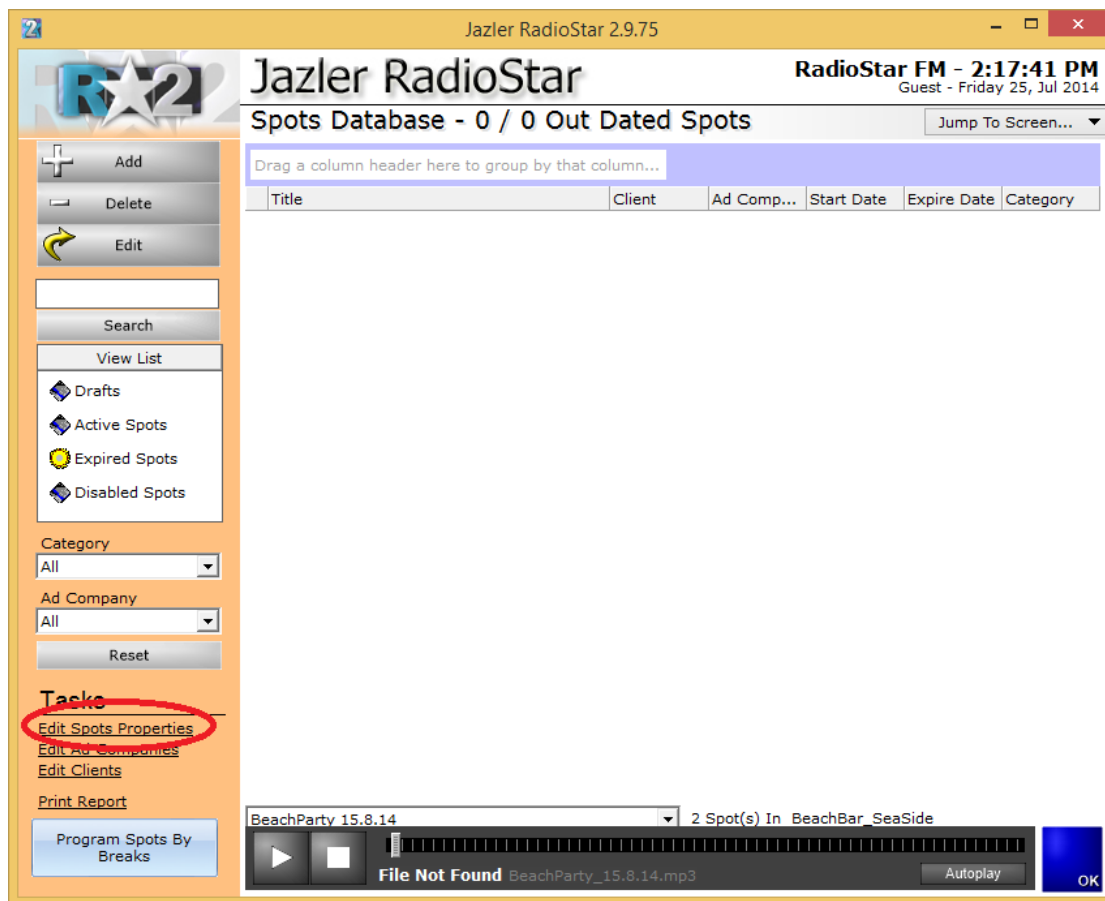 Jazler RadioStar 2.9.75
R 2
Jazler RadioStar
RadioStar FM - 2:17:41 PM
Guest - Friday 25, Jul 2014
Spots Database - 0 / 0 Out Dated Spots
Jump To Screen...
Add
Delete
Edit
Search
View List
Drafts
Active Spots
Expired Spots
Disabled Spots
Category
All
Ad Company
All
Reset
Tasks
Edit Spots Properties
Edit Ad Companies
Edit Clients
Print Report
Program Spots By
Breaks
Drag a column header here to group by that column...
Title Client Ad Comp... Start Date Expire Date Category
BeachParty 15.8.14 2 Spot(s) In BeachBar_SeaSide
File Not Found BeachParty_15.8.14.mp3
Autoplay
OK